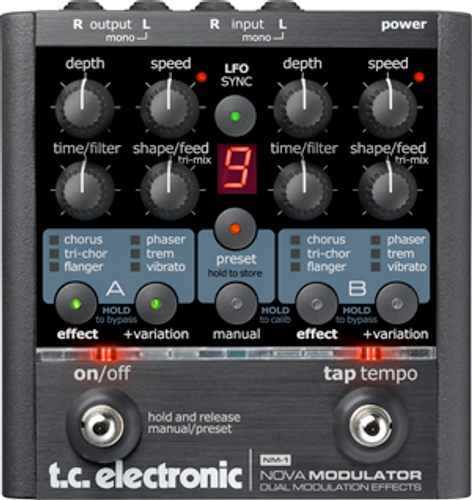 R output L
mono
R input L
mono
power
depth speed LFO SYNC depth speed
time/filter shape/feed tri-mix 9 time/filter shape/feed tri-mix
chorus phaser
tri-chor trem
flanger vibrato
preset
hold to store
chorus phaser
tri-chor trem
flanger vibrato
A
B
HOLD to bypass
HOLD to calib
HOLD to bypass
effect +variation manual effect +variation
on/off tap tempo
hold and release
manual/preset
t.c. electronic
NM-1
NOVA MODULATOR
DUAL MODULATION EFFECTS